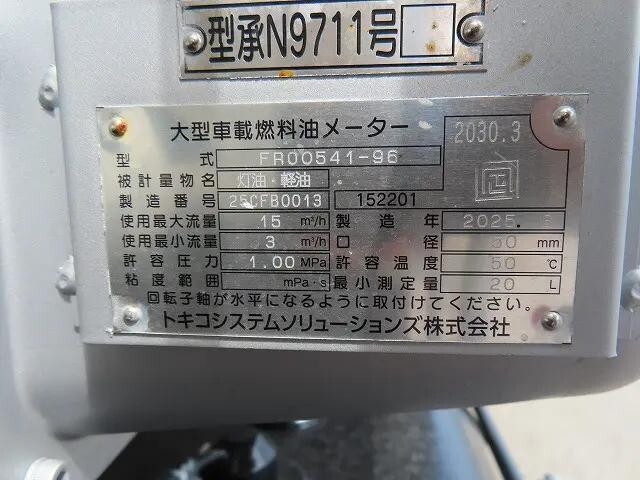 型承N9711号
大型車載燃料油メーター
2030.3
型式 FR00541-96
正
被計量物名 灯油・軽油
製造番号 25CFB0013 152201
使用最大流量 15 m³/h 製造年 2025.
使用最小流量 3 m³/h 口径 50 mm
許容圧力 1.00 MPa 許容温度 50 ℃
粘度範囲 mPa・s 最小測定量 20 L
回転子軸が水平になるように取付けてください。
トキコシステムソリューションズ株式会社